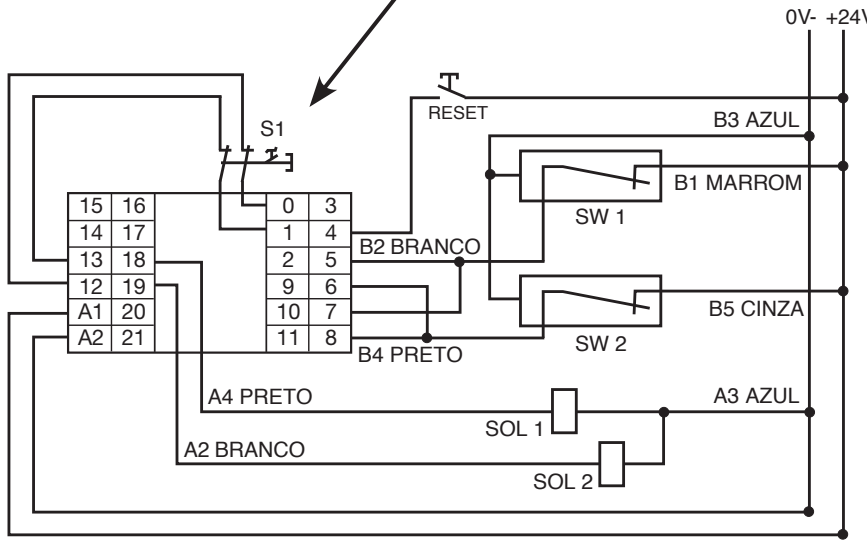 0V- +24V
RESET
B3 AZUL
S1
B1 MARROM
SW 1
15 16 0 3
14 17 1 4
B2 BRANCO
13 18 2 5
12 19 9 6
A1 20 10 7
A2 21 11 8
B5 CINZA
SW 2
B4 PRETO
A4 PRETO
A3 AZUL
SOL 1
A2 BRANCO
SOL 2